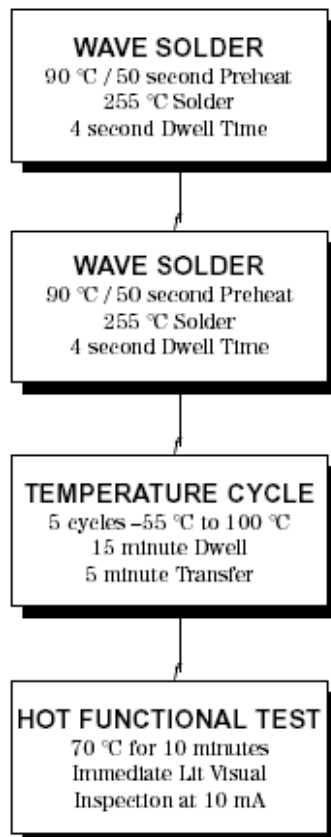 WAVE SOLDER
90 °C / 50 second Preheat
255 °C Solder
4 second Dwell Time
WAVE SOLDER
90 °C / 50 second Preheat
255 °C Solder
4 second Dwell Time
TEMPERATURE CYCLE
5 cycles –55 °C to 100 °C
15 minute Dwell
5 minute Transfer
HOT FUNCTIONAL TEST
70 °C for 10 minutes
Immediate Lit Visual
Inspection at 10 mA